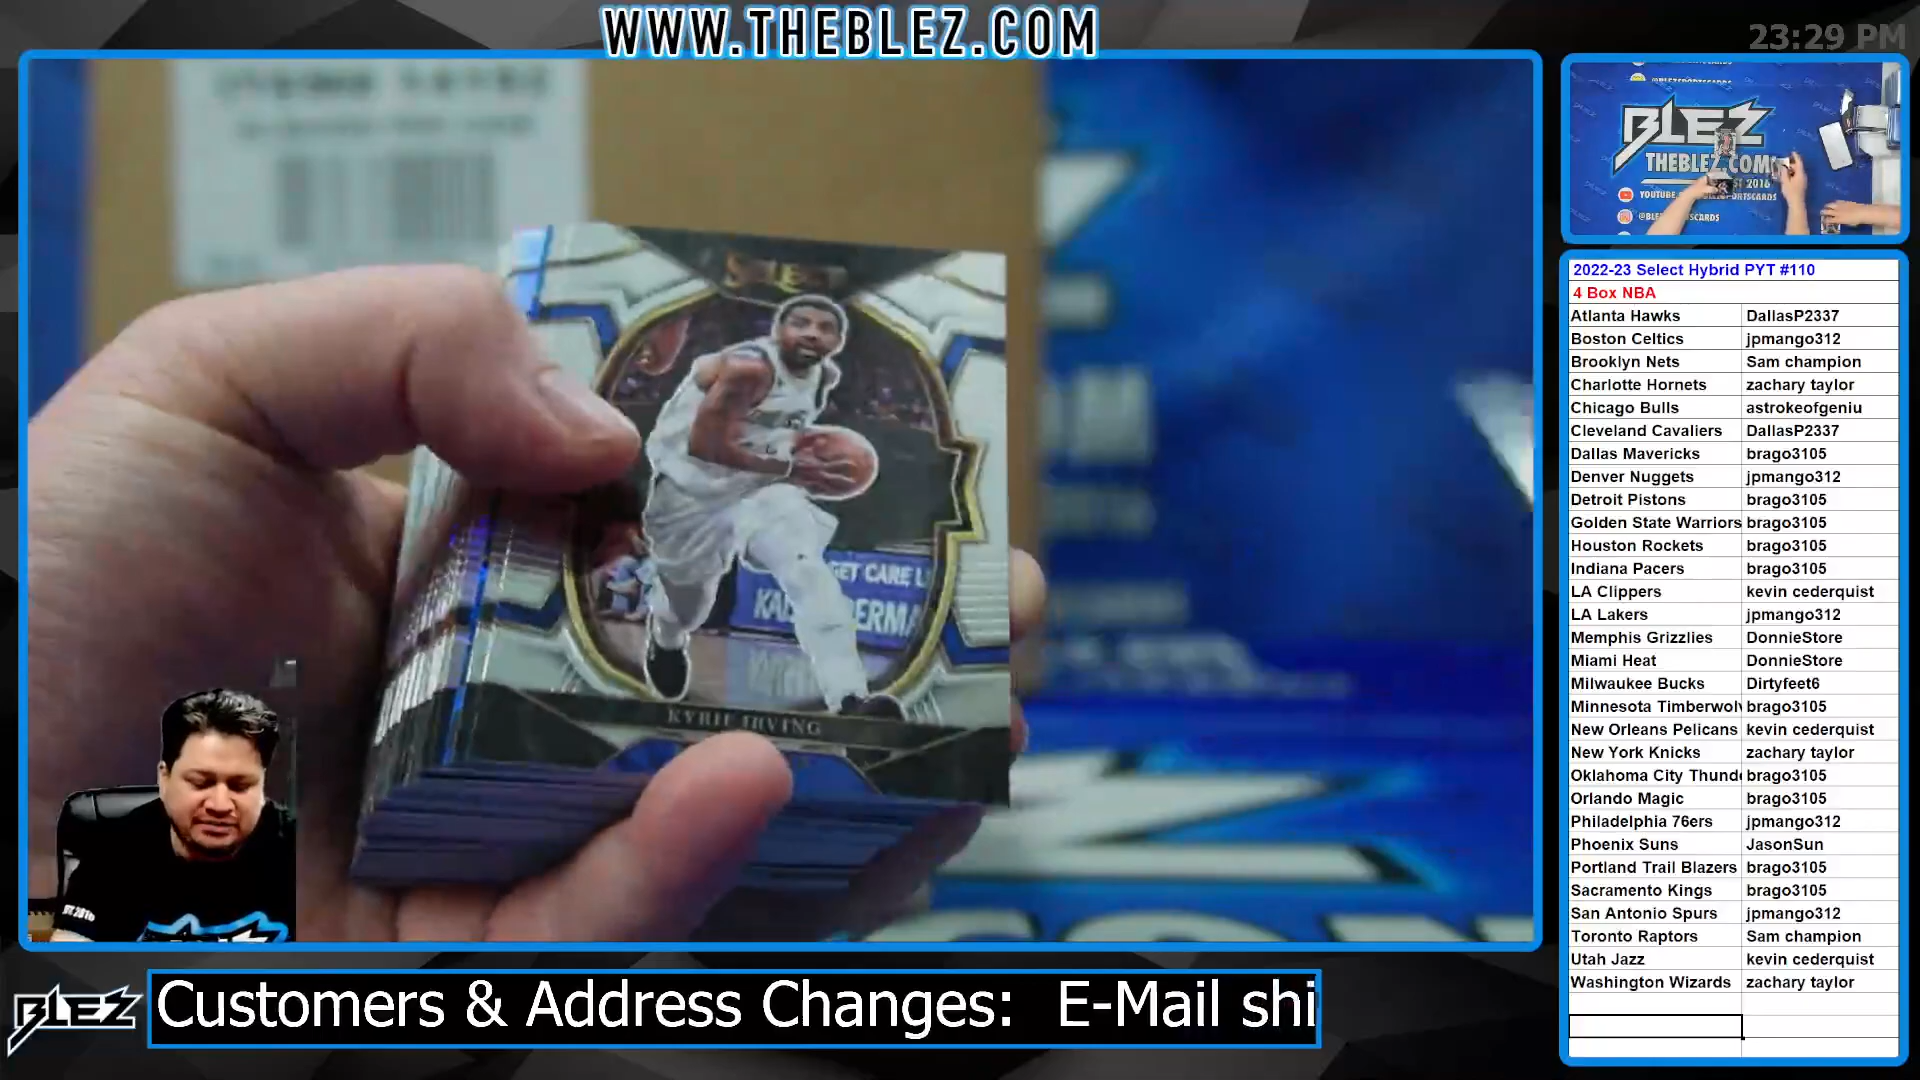 WWW.THEBLEZ.COM
23:29 PM
BLEZ
THEBLEZ.COM
2022-23 Select Hybrid PYT #110
4 Box NBA
Atlanta Hawks DallasP2337
Boston Celtics jpmango312
Brooklyn Nets Sam champion
Charlotte Hornets zachary taylor
Chicago Bulls astrokeofgeniu
Cleveland Cavaliers DallasP2337
Dallas Mavericks brago3105
Denver Nuggets jpmango312
Detroit Pistons brago3105
Golden State Warriors brago3105
Houston Rockets brago3105
Indiana Pacers brago3105
LA Clippers kevin cederquist
LA Lakers jpmango312
Memphis Grizzlies DonnieStore
Miami Heat DonnieStore
Milwaukee Bucks Dirtyfeet6
Minnesota Timberwolv brago3105
New Orleans Pelicans kevin cederquist
New York Knicks zachary taylor
Oklahoma City Thunde brago3105
Orlando Magic brago3105
Philadelphia 76ers jpmango312
Phoenix Suns JasonSun
Portland Trail Blazers brago3105
Sacramento Kings brago3105
San Antonio Spurs jpmango312
Toronto Raptors Sam champion
Utah Jazz kevin cederquist
Washington Wizards zachary taylor
GET CARE
KYRIE IRVING
BLEZ
Customers & Address Changes: E-Mail shi